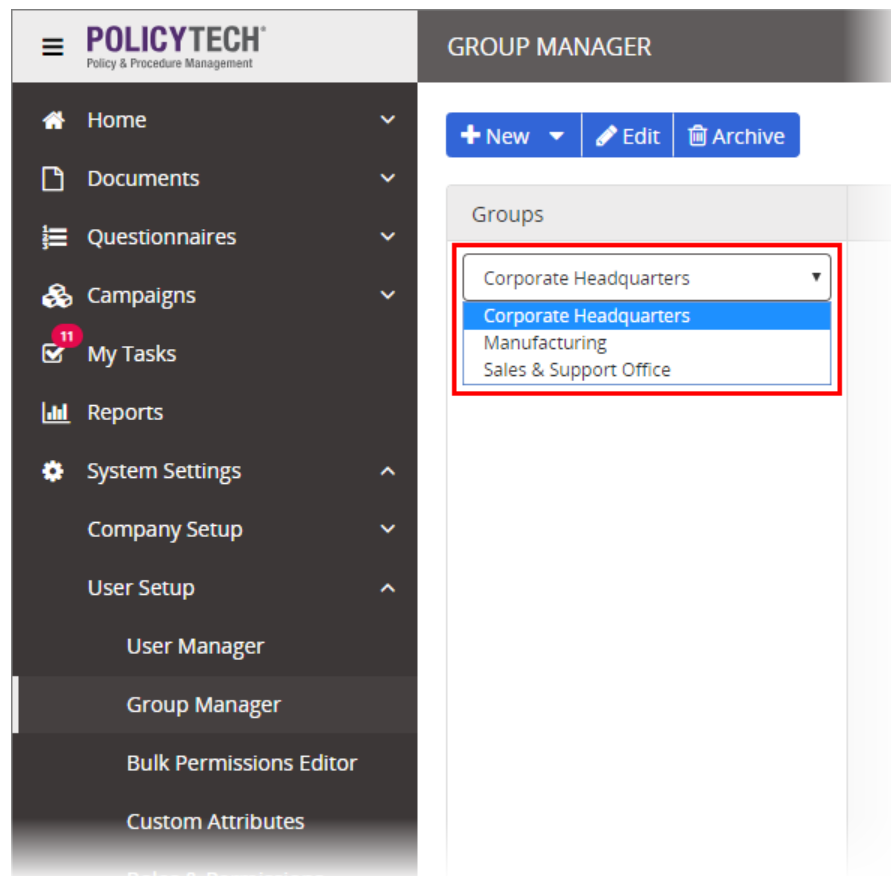 POLICYTECH®
Policy & Procedure Management
GROUP MANAGER
Home
Documents
Questionnaires
Campaigns
11
My Tasks
Reports
System Settings
Company Setup
User Setup
User Manager
Group Manager
Bulk Permissions Editor
Custom Attributes
New
Edit
Archive
Groups
Corporate Headquarters
Corporate Headquarters
Manufacturing
Sales & Support Office